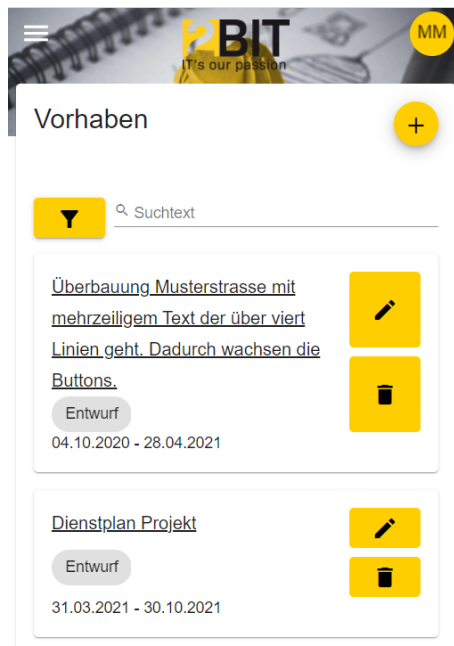 2BIT
IT's our passion
MM
Vorhaben
Suchtext
Überbauung Musterstrasse mit
mehrzeiligem Text der über viert
Linien geht. Dadurch wachsen die
Buttons.
Entwurf
04.10.2020 - 28.04.2021
Dienstplan Projekt
Entwurf
31.03.2021 - 30.10.2021